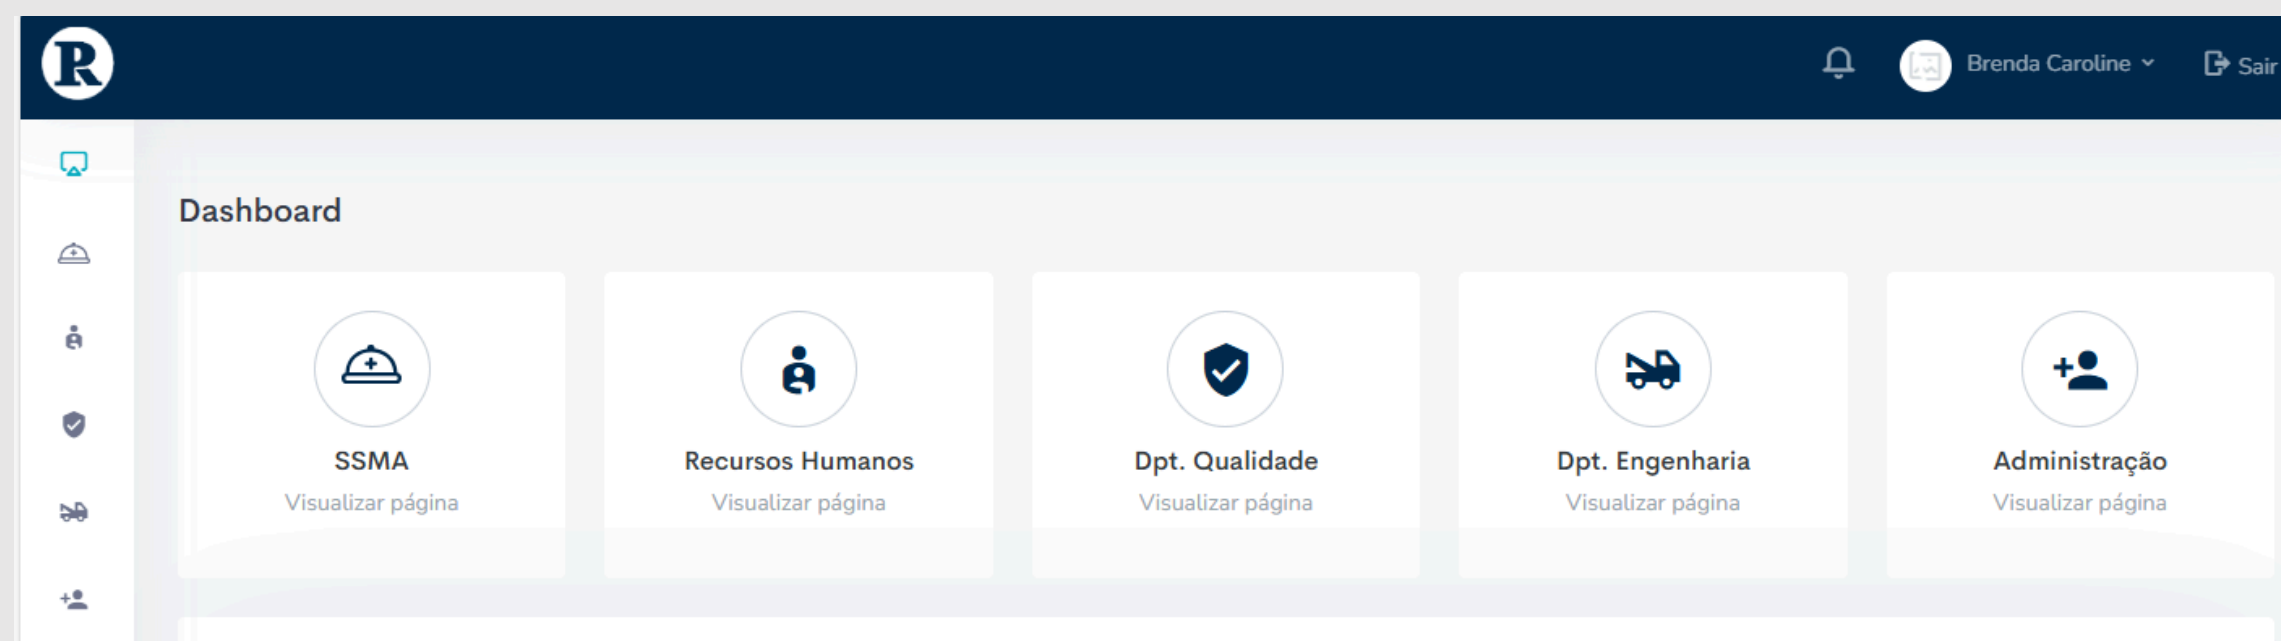 R
Brenda Caroline
Sair
Dashboard
SSMA
Visualizar página
Recursos Humanos
Visualizar página
Dpt. Qualidade
Visualizar página
Dpt. Engenharia
Visualizar página
Administração
Visualizar página